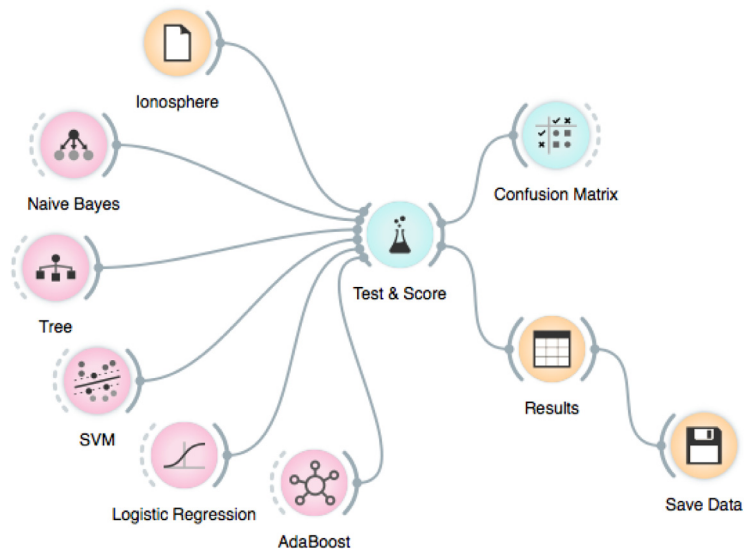 Ionosphere
Naive Bayes
Confusion Matrix
Tree
Test & Score
SVM
Results
Logistic Regression
AdaBoost
Save Data